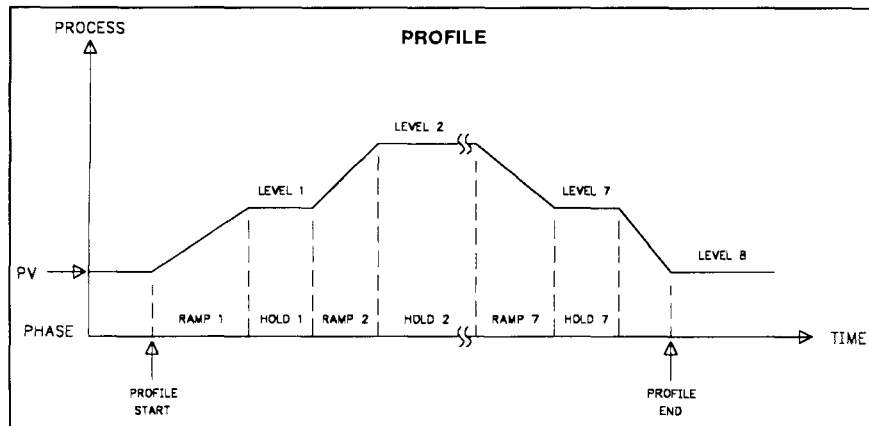 PROCESS
PROFILE
LEVEL 2
LEVEL 1
LEVEL 7
LEVEL 8
PV
PHASE
RAMP 1
HOLD 1
RAMP 2
HOLD 2
RAMP 7
HOLD 7
TIME
PROFILE
START
PROFILE
END